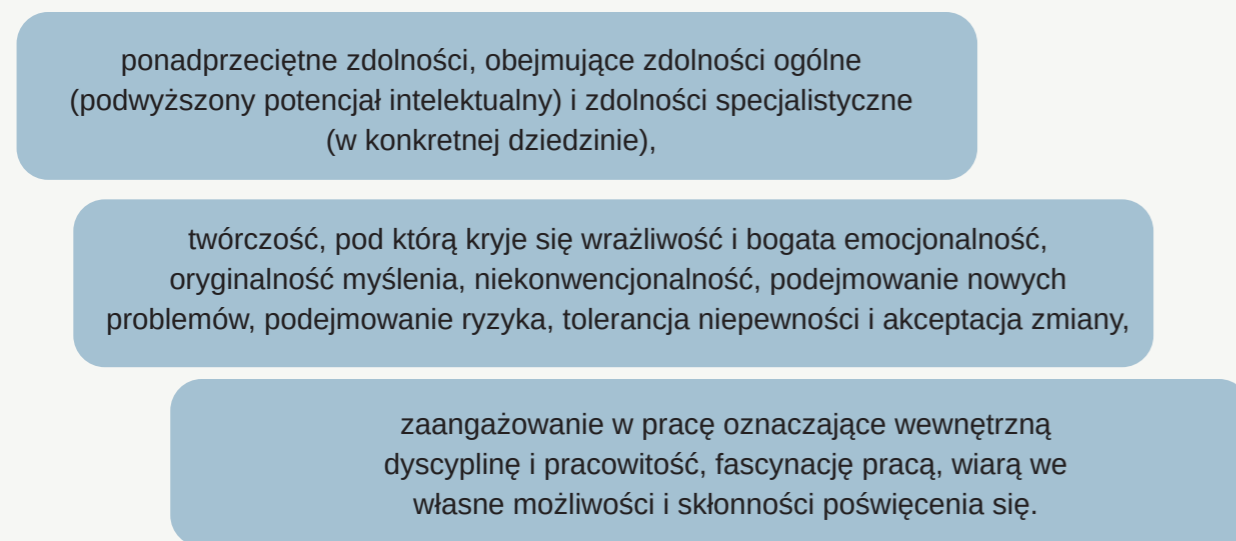 ponadprzeciętne zdolności, obejmujące zdolności ogólne
(podwyższony potencjał intelektualny) i zdolności specjalistyczne
(w konkretnej dziedzinie),
twórczość, pod którą kryje się wrażliwość i bogata emocjonalność,
oryginalność myślenia, niekonwencjonalność, podejmowanie nowych
problemów, podejmowanie ryzyka, tolerancja niepewności i akceptacja zmiany,
zaangażowanie w pracę oznaczające wewnętrzną
dyscyplinę i pracowitość, fascynację pracą, wiarą we
własne możliwości i skłonności poświęcenia się.